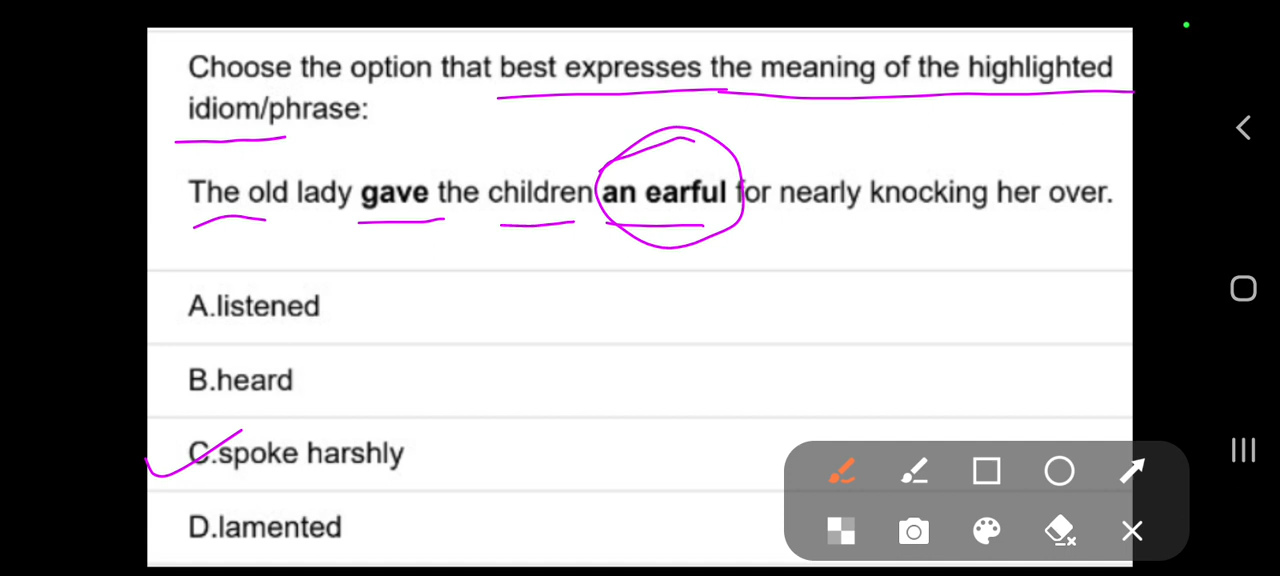 Choose the option that best expresses the meaning of the highlighted
idiom/phrase:
The old lady gave the children an earful for nearly knocking her over.
A.listened
B.heard
C.spoke harshly
D.lamented